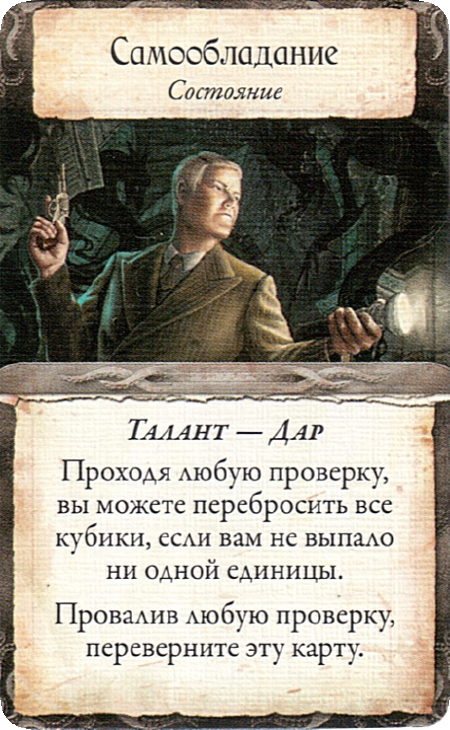 Самообладание
Состояние
Талант — Дар
Проходя любую проверку,
вы можете перебросить все
кубики, если вам не выпало
ни одной единицы.
Провалив любую проверку,
переверните эту карту.